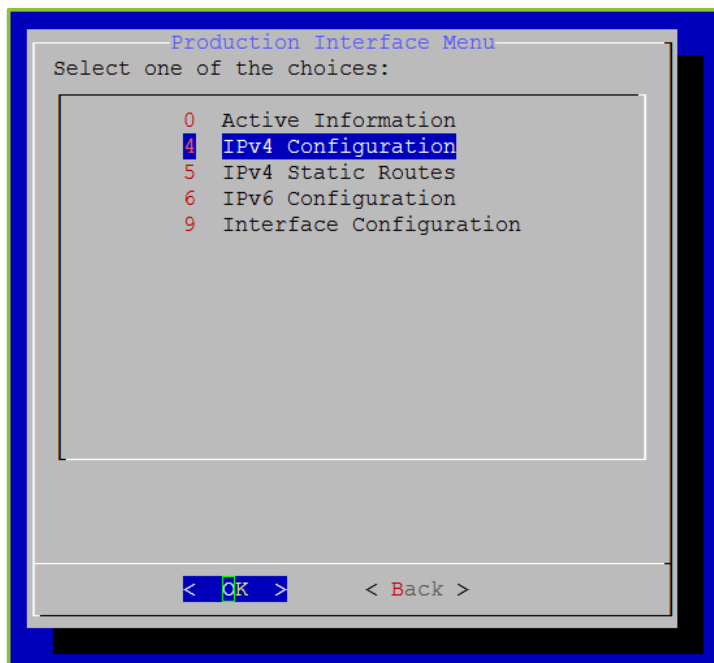 Production Interface Menu
Select one of the choices:
0 Active Information
4 IPv4 Configuration
5 IPv4 Static Routes
6 IPv6 Configuration
9 Interface Configuration
< OK > < Back >